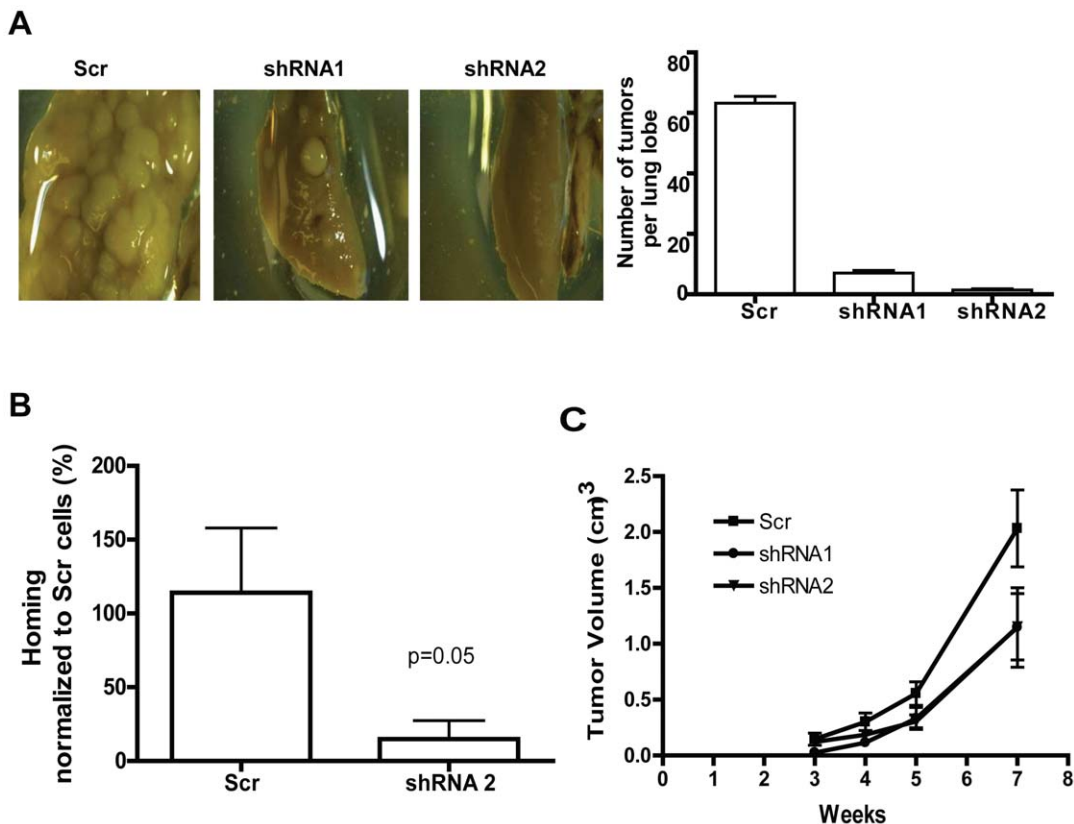 A
Scr
shRNA1
shRNA2
Number of tumors
per lung lobe
80
60
40
20
0
Scr
shRNA1
shRNA2
B
Homing
normalized to Scr cells (%)
200
150
100
50
0
p=0.05
Scr
shRNA 2
C
Tumor Volume (cm)3
2.5
2.0
1.5
1.0
0.5
0.0
Scr
shRNA1
shRNA2
0 1 2 3 4 5 6 7 8
Weeks